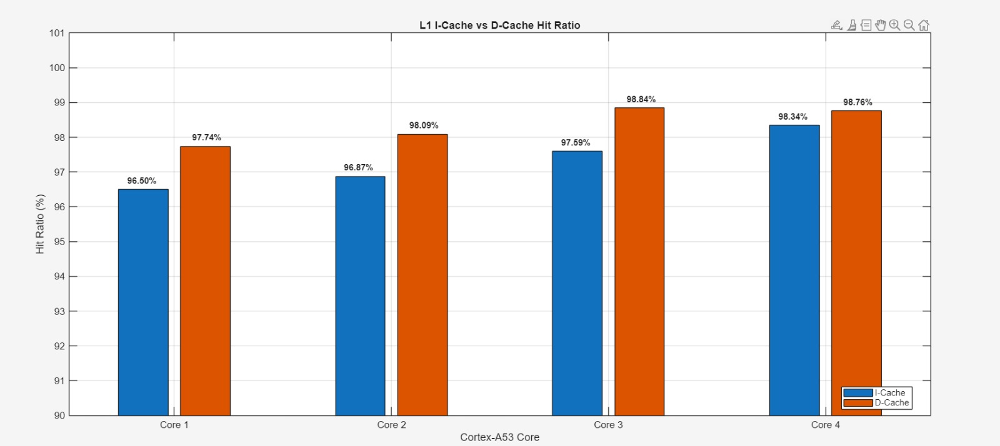 L1 I-Cache vs D-Cache Hit Ratio
101
100
99
98
97
96
95
94
93
92
91
90
Hit Ratio (%)
96.50%
97.74%
96.87%
98.09%
97.59%
98.84%
98.34%
98.76%
I-Cache
D-Cache
Core 1
Core 2
Core 3
Core 4
Cortex-A53 Core